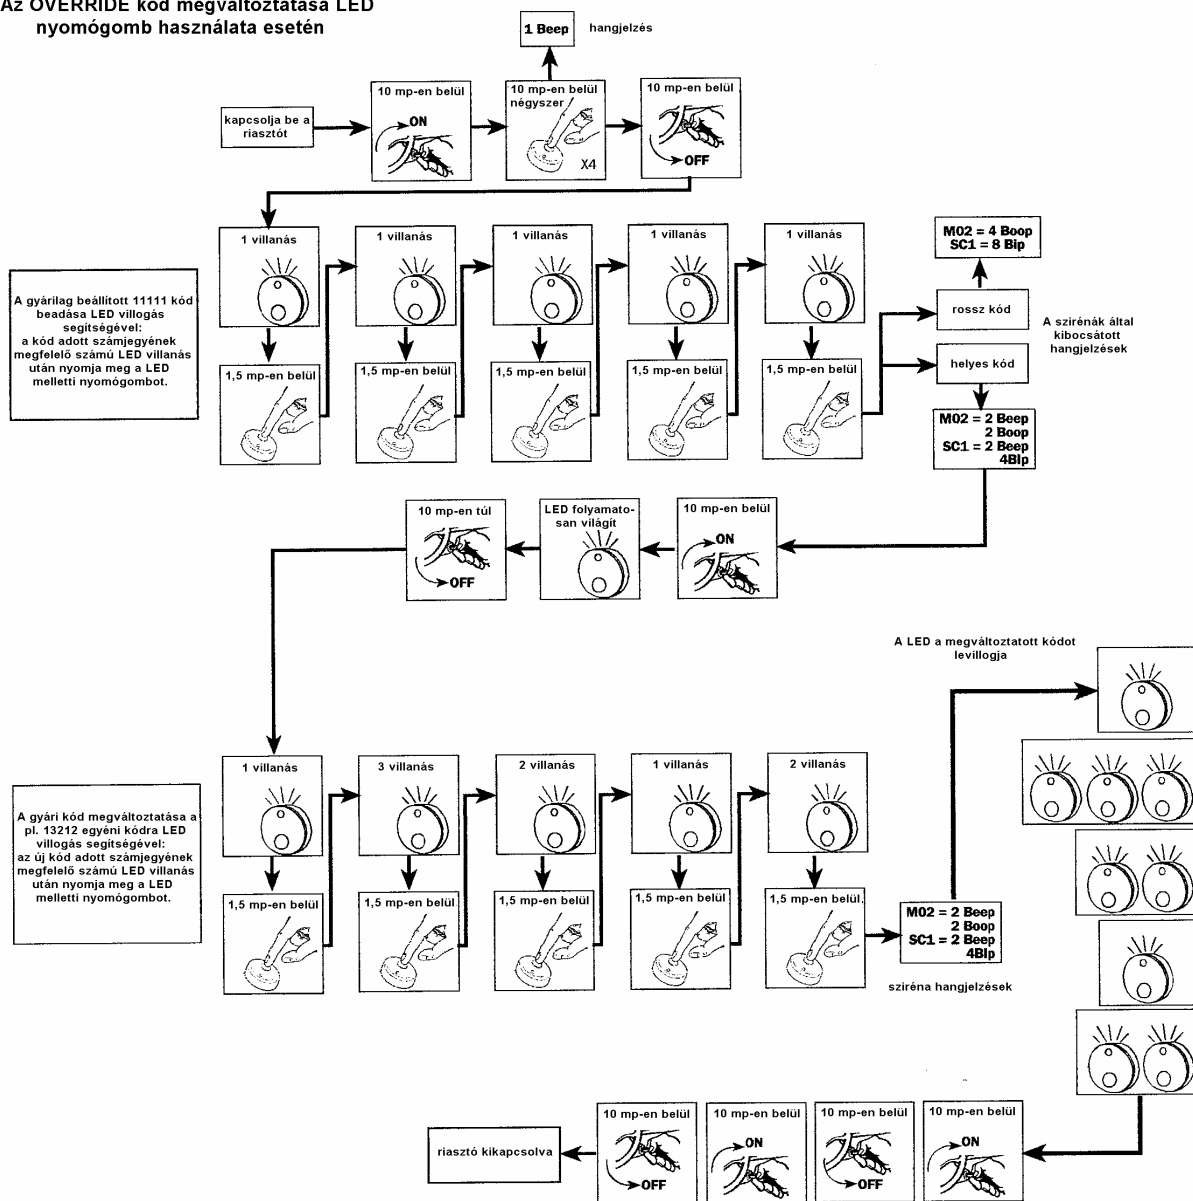 Az OVERRIDE kód megváltoztatása LED
nyomógomb használata esetén
1 Beep
hangjelzés
kapcsolja be a
riasztót
10 mp-en belül
ON
10 mp-en belül
négyszer
X4
10 mp-en belül
OFF
A gyárilag beállított 11111 kód
beadása LED villogás
segítségével:
a kód adott számjegyének
megfelelő számú LED villanás
után nyomja meg a LED
melletti nyomógombot.
1 villanás
1 villanás
1 villanás
1 villanás
1 villanás
1,5 mp-en belül
1,5 mp-en belül
1,5 mp-en belül
1,5 mp-en belül
1,5 mp-en belül
M02 = 4 Boop
SC1 = 8 Bip
rossz kód
helyes kód
A szirénák által
kibocsátott
hangjelzések
M02 = 2 Beep
2 Boop
SC1 = 2 Beep
4Bip
10 mp-en belül
ON
LED folyamato-
san világít
10 mp-en túl
OFF
A gyári kód megváltoztatása a
pl. 13212 egyéni kódra LED
villogás segítségével:
az új kód adott számjegyének
megfelelő számú LED villanás
után nyomja meg a LED
melletti nyomógombot.
1 villanás
3 villanás
2 villanás
1 villanás
2 villanás
1,5 mp-en belül
1,5 mp-en belül
1,5 mp-en belül
1,5 mp-en belül
1,5 mp-en belül
M02 = 2 Beep
2 Boop
SC1 = 2 Beep
4Bip
sziréna hangjelzések
A LED a megváltoztatott kódot
levillogja
10 mp-en belül
ON
10 mp-en belül
OFF
10 mp-en belül
ON
10 mp-en belül
OFF
riasztó kikapcsolva